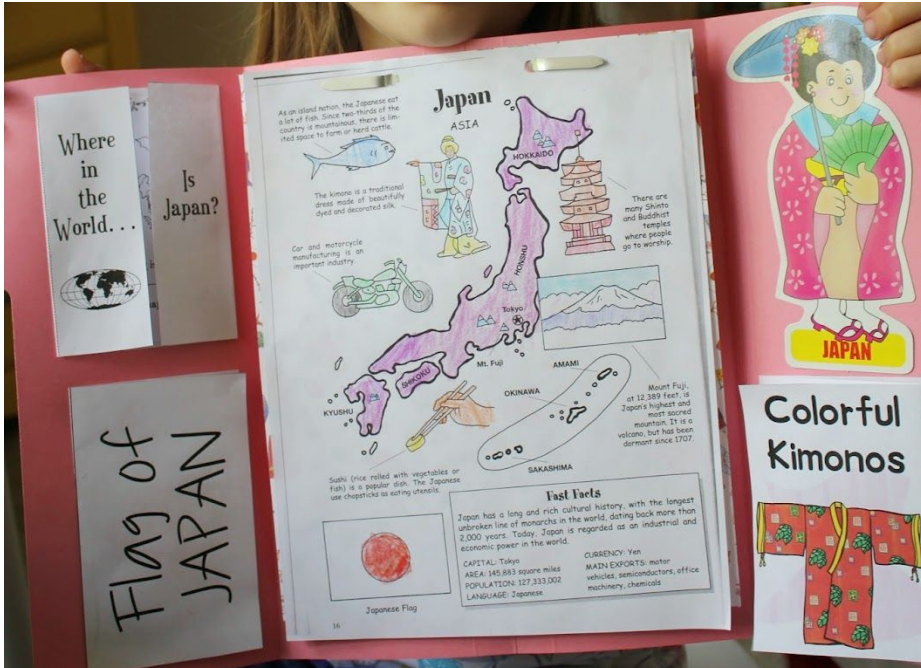 Where
in
the
World...
Is
Japan?
Flag of
JAPAN
Japan
ASIA
As an island nation, the Japanese eat
a lot of fish. Since two-thirds of the
country is mountainous, there is lim-
ited space to farm or herd cattle.
The kimono is a traditional
dress made of beautifully
dyed and decorated silk.
Car and motorcycle
manufacturing is an
important industry.
HOKKAIDO
There are
many Shinto
and Buddhist
temples
where people
go to worship.
HONSHU
Tokyo
Mt. Fuji
SHIKOKU
KYUSHU
AMAMI
OKINAWA
SAKASHIMA
Mount Fuji,
at 12,389 feet, is
Japan's highest and
most sacred
mountain. It is a
volcano, but has been
dormant since 1707.
Sushi (rice rolled with vegetables or
fish) is a popular dish. The Japanese
use chopsticks as eating utensils.
Fast Facts
Japan has a long and rich cultural history, with the longest
unbroken line of monarchs in the world, dating back more than
2,000 years. Today, Japan is regarded as an industrial and
economic power in the world.
CAPITAL: Tokyo
AREA: 145,883 square miles
POPULATION: 127,333,002
LANGUAGE: Japanese
CURRENCY: Yen
MAIN EXPORTS: motor
vehicles, semiconductors, office
machinery, chemicals
Japanese Flag
16
JAPAN
Colorful
Kimonos